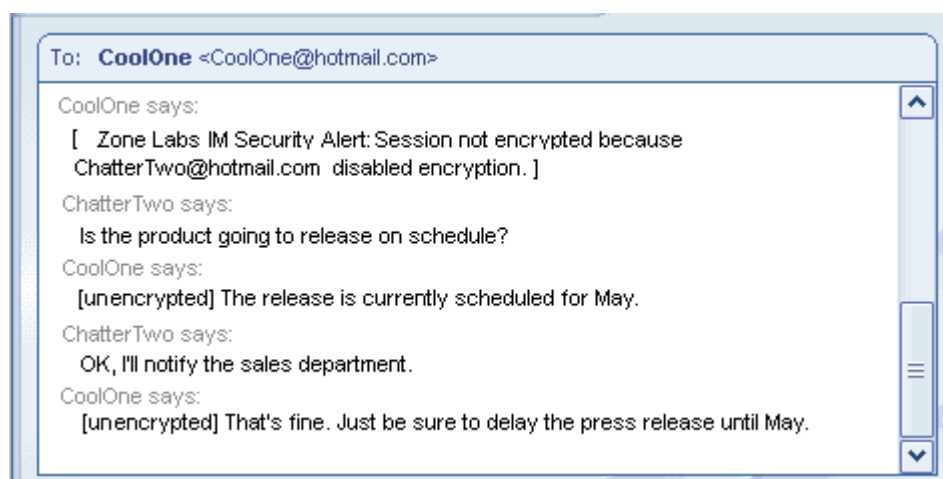 To: CoolOne <CoolOne@hotmail.com>
CoolOne says:
[ Zone Labs IM Security Alert: Session not encrypted because
ChatterTwo@hotmail.com disabled encryption. ]
ChatterTwo says:
Is the product going to release on schedule?
CoolOne says:
[unencrypted] The release is currently scheduled for May.
ChatterTwo says:
OK, I'll notify the sales department.
CoolOne says:
[unencrypted] That's fine. Just be sure to delay the press release until May.